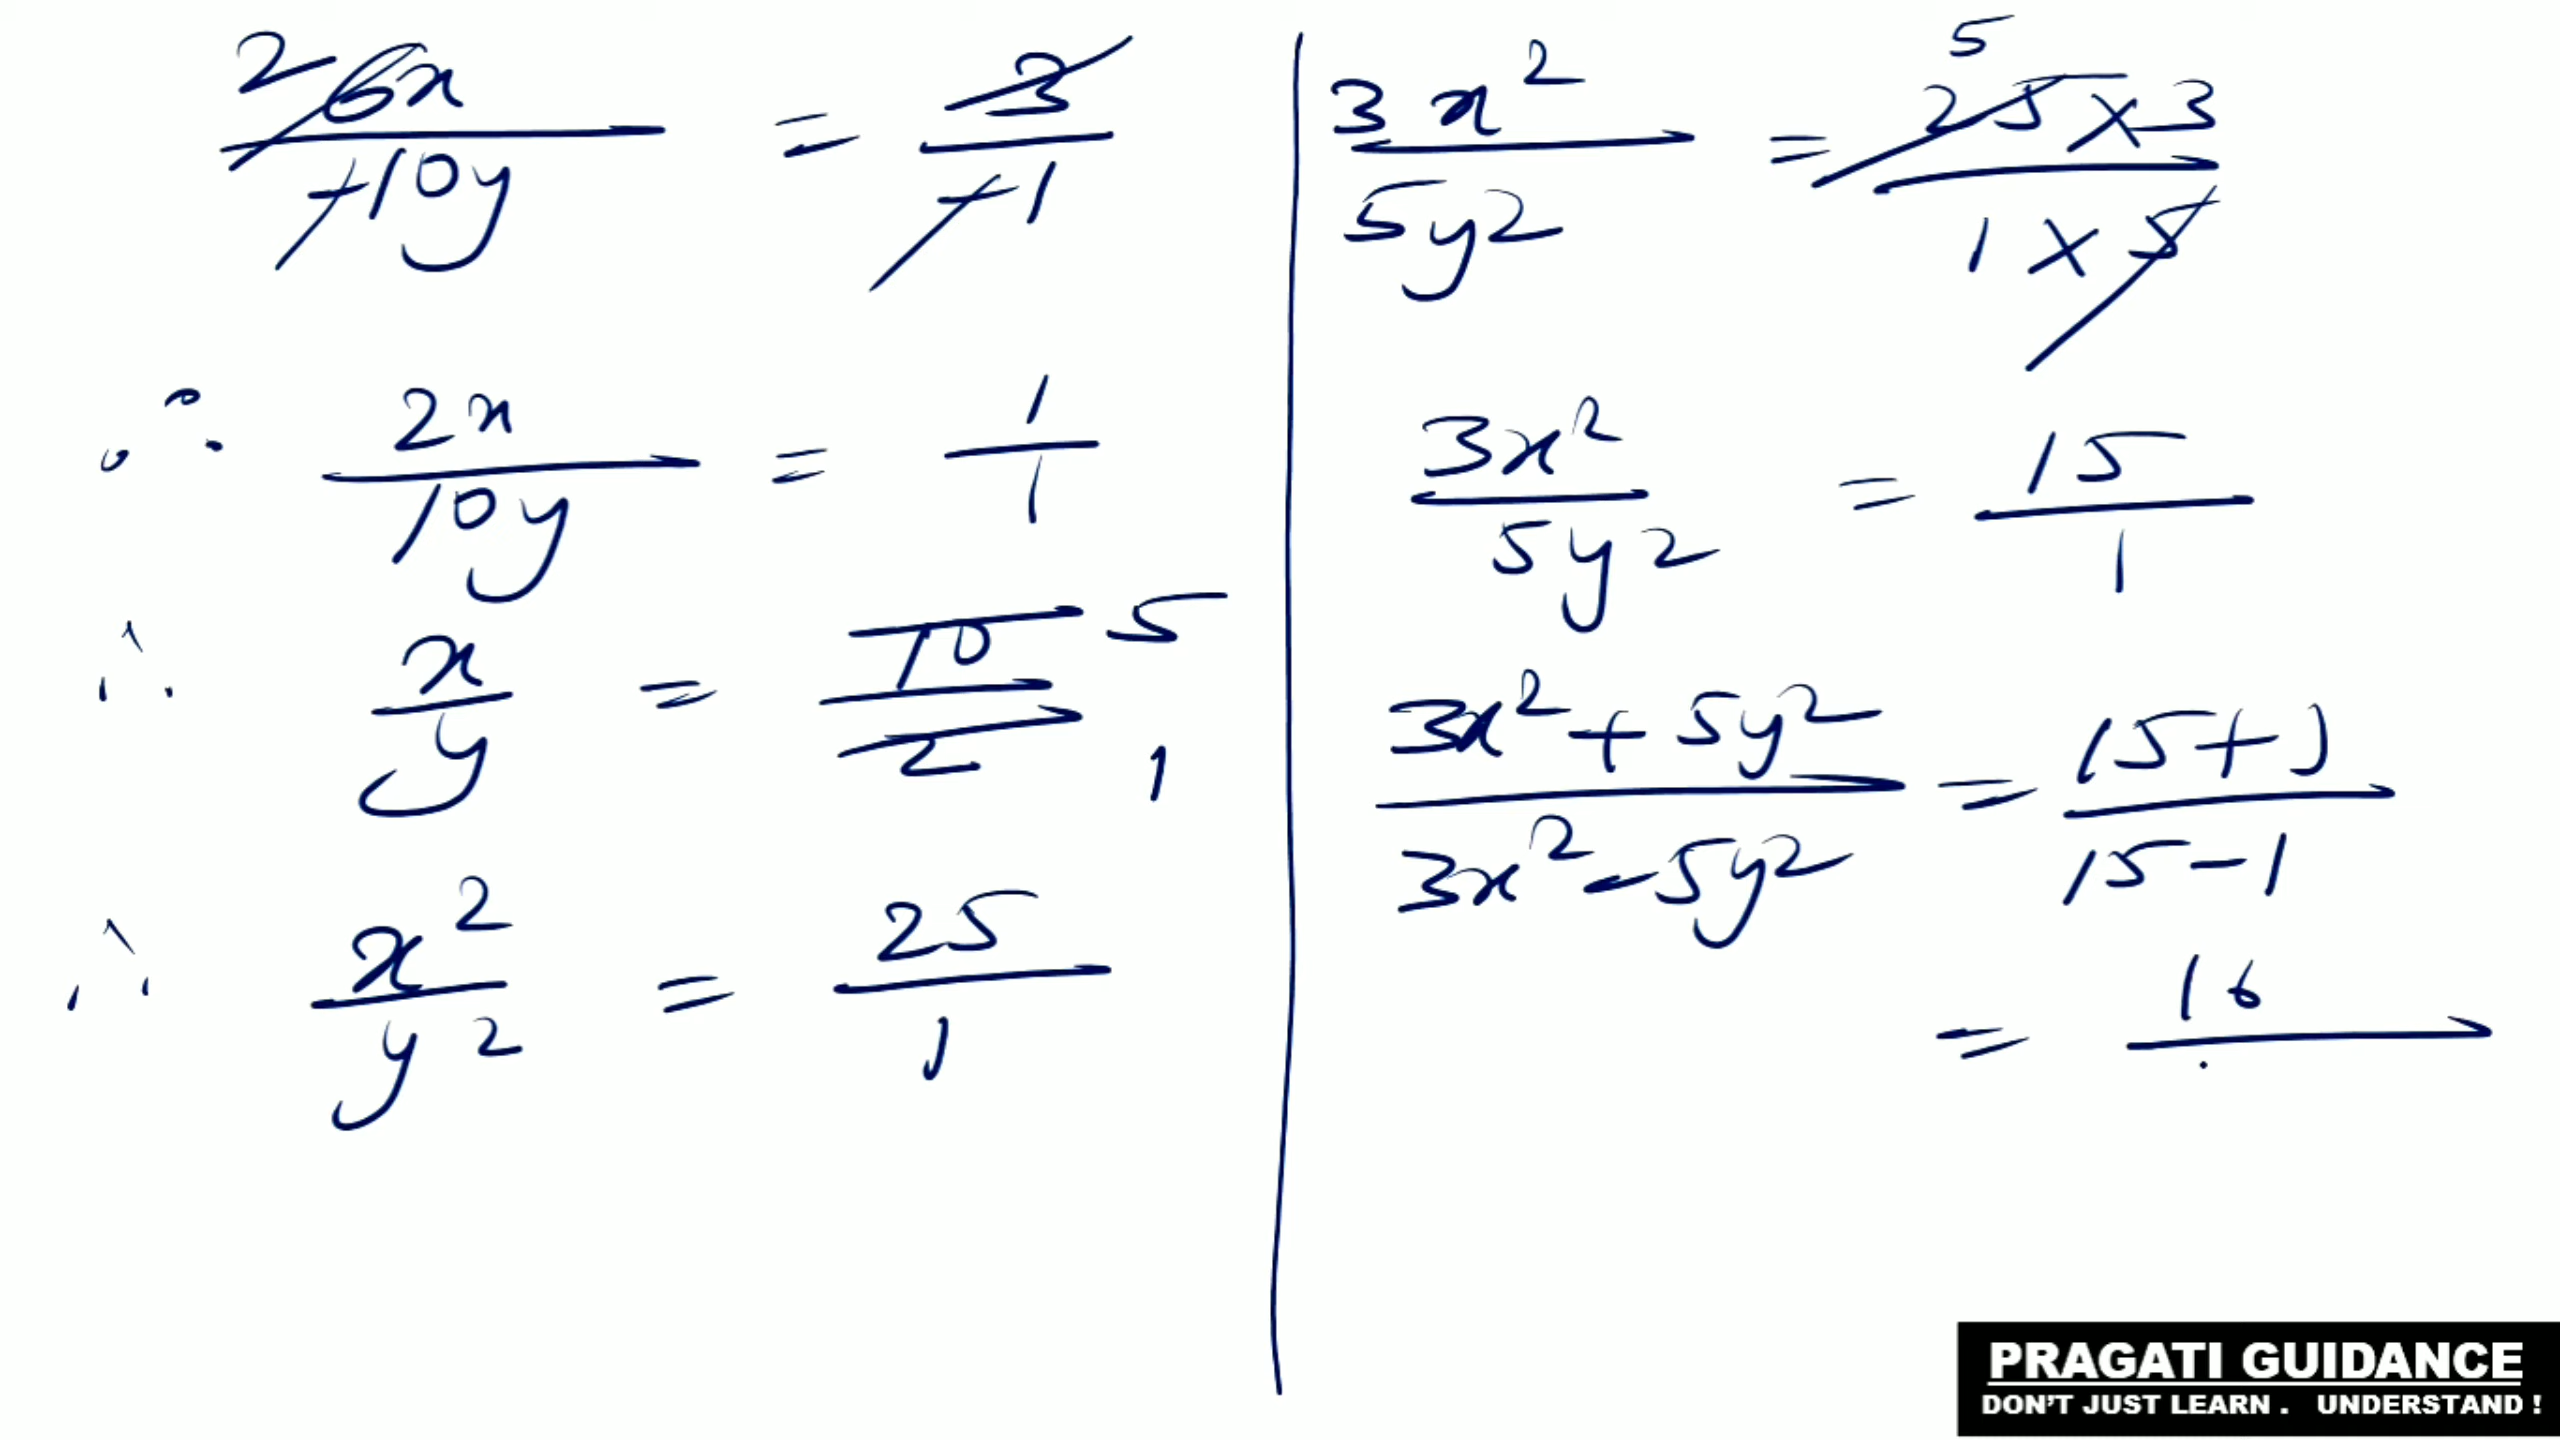 2 6x / -10y = 3 / -1
∴ 2x / 10y = 1 / 1
∴ x / y = 10 5 / 2 1
∴ x² / y² = 25 / 1
3x² / 5y² = 5 25 × 3 / 1 × 5
3x² / 5y² = 15 / 1
3x² + 5y² / 3x² - 5y² = 15 + 1 / 15 - 1
= 16
PRAGATI GUIDANCE
DON'T JUST LEARN . UNDERSTAND !